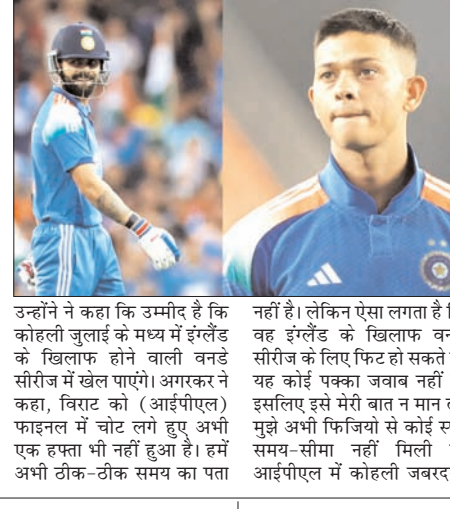 उन्होंने ने कहा कि उम्मीद है कि
कोहली जुलाई के मध्य में इंग्लैंड
के खिलाफ होने वाली वनडे
सीरीज में खेल पाएंगे। अगरकर ने
कहा, विराट को (आईपीएल)
फाइनल में चोट लगे हुए अभी
एक हफ्ता भी नहीं हुआ है। हमें
अभी ठीक-ठीक समय का पता
नहीं है। लेकिन ऐसा लगता है
वह इंग्लैंड के खिलाफ
सीरीज के लिए फिट हो सकते
यह कोई पक्का जवाब नहीं
इसलिए इसे मेरी बात न मान
मुझे अभी फिजियो से कोई
समय-सीमा नहीं मिली
आईपीएल में कोहली